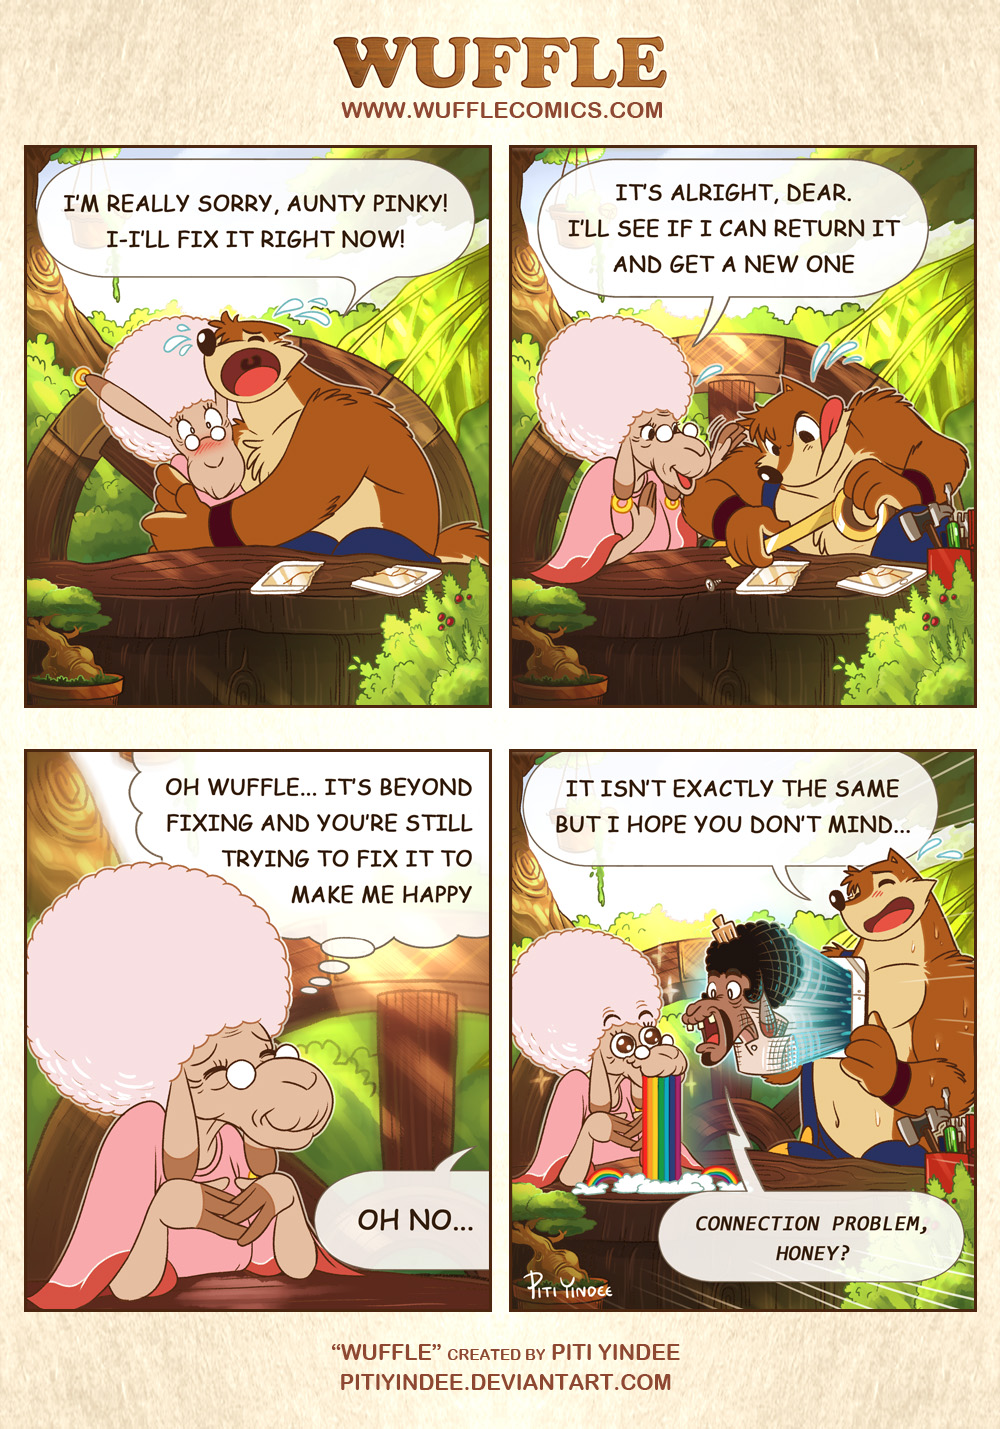 WUFFLE
WWW.WUFFLECOMICS.COM
I'M REALLY SORRY, AUNTY PINKY!
I-I'LL FIX IT RIGHT NOW!
IT'S ALRIGHT, DEAR.
I'LL SEE IF I CAN RETURN IT
AND GET A NEW ONE
OH WUFFLE... IT'S BEYOND
FIXING AND YOU'RE STILL
TRYING TO FIX IT TO
MAKE ME HAPPY
OH NO...
IT ISN'T EXACTLY THE SAME
BUT I HOPE YOU DON'T MIND...
CONNECTION PROBLEM,
HONEY?
PITI YINDEE
“WUFFLE” CREATED BY PITI YINDEE
PITIYINDEE.DEVIANTART.COM